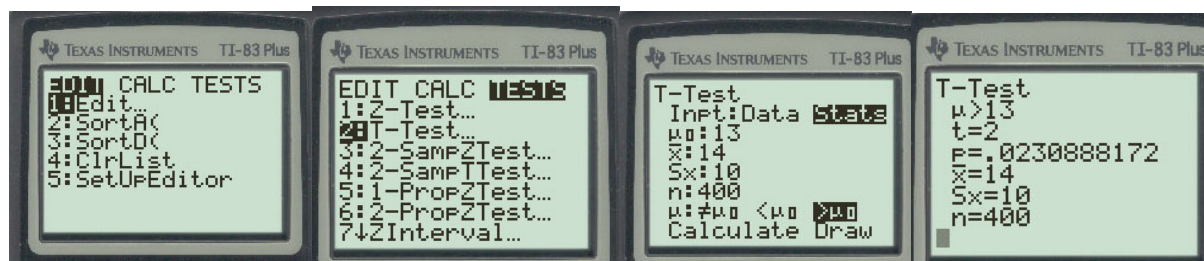 TEXAS INSTRUMENTS TI-83 Plus
EDIT CALC TESTS
1:Edit…
2:SortA(
3:SortD(
4:ClrList
5:SetUpEditor
TEXAS INSTRUMENTS TI-83 Plus
EDIT CALC TESTS
1:Z-Test…
2:T-Test…
3:2-SampZTest…
4:2-SampTTest…
5:1-PropZTest…
6:2-PropZTest…
7↓ZInterval…
TEXAS INSTRUMENTS TI-83 Plus
T-Test
Inpt:Data Stats
μ0:13
x̄:14
Sx:10
n:400
μ:≠μ0 <μ0 >μ0
Calculate Draw
TEXAS INSTRUMENTS TI-83 Plus
T-Test
μ>13
t=2
p=.0230888172
x̄=14
Sx=10
n=400